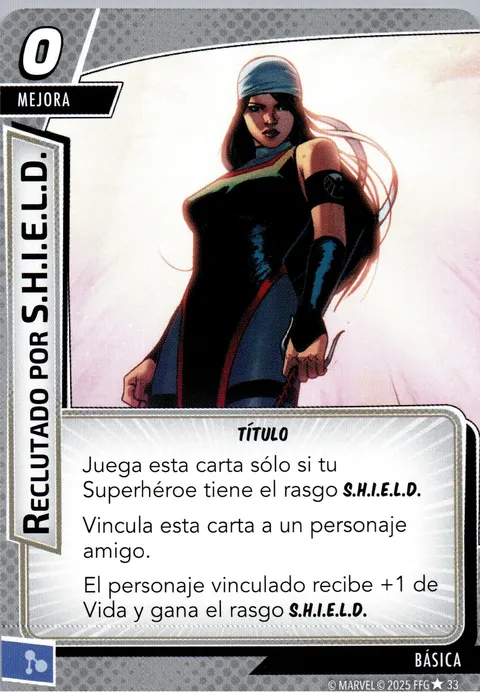 0
MEJORA
RECLUTADO POR S.H.I.E.L.D.
TÍTULO
Juega esta carta sólo si tu
Superhéroe tiene el rasgo S.H.I.E.L.D.
Vincula esta carta a un personaje
amigo.
El personaje vinculado recibe +1 de
Vida y gana el rasgo S.H.I.E.L.D.
BÁSICA
© MARVEL © 2025 FFG ★ 33